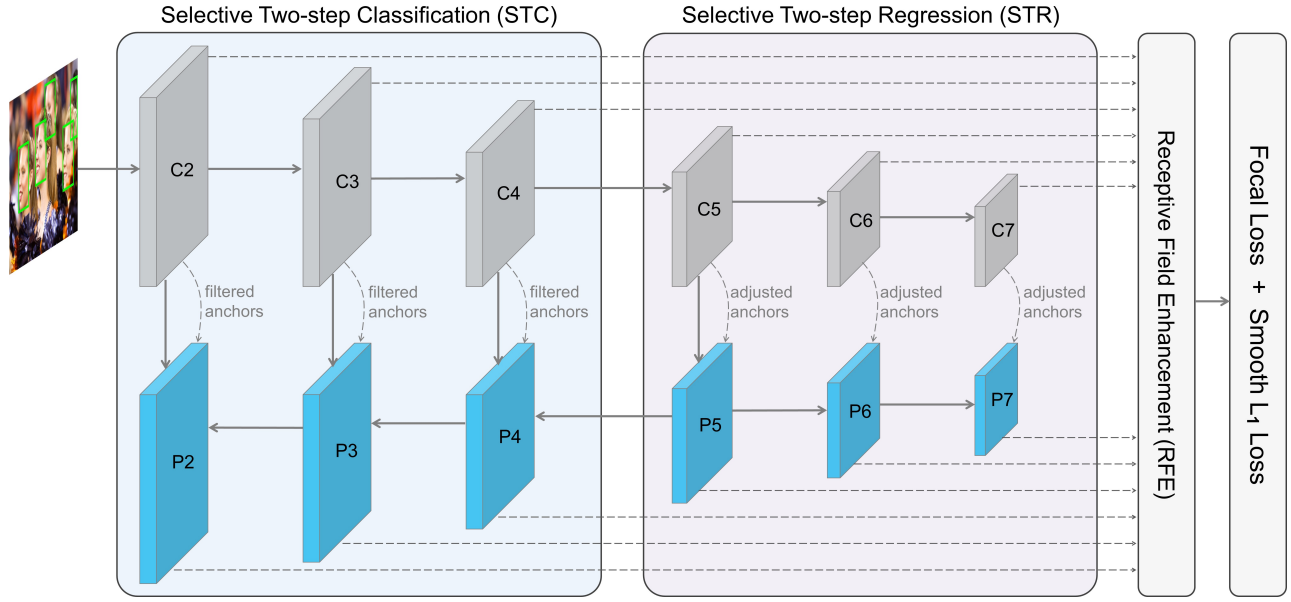 Selective Two-step Classification (STC)
Selective Two-step Regression (STR)
C2
C3
C4
C5
C6
C7
filtered
anchors
filtered
anchors
filtered
anchors
adjusted
anchors
adjusted
anchors
adjusted
anchors
P2
P3
P4
P5
P6
P7
Receptive Field Enhancement (RFE)
Focal Loss + Smooth L₁ Loss